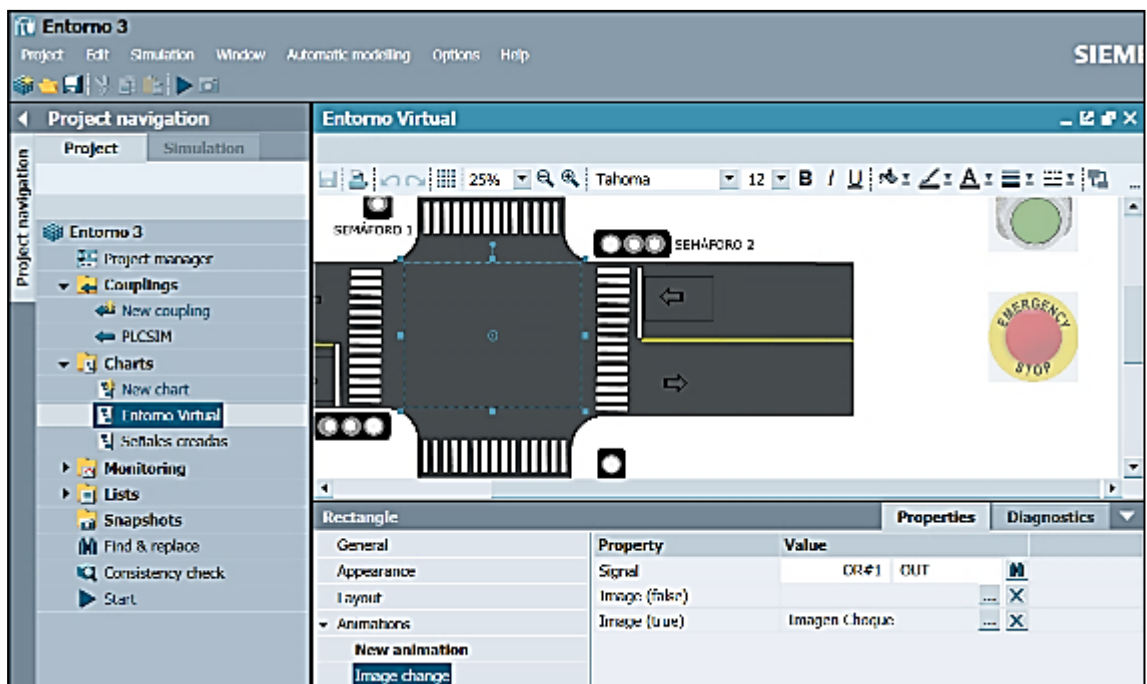 Entorno 3
Project Edit Simulation Window Automatic modelling Options Help
SIEM
Project navigation
Project Simulation
Project navigation
Entorno 3
Project manager
Couplings
New coupling
PLCSIM
Charts
New chart
Entorno Virtual
Señales creadas
Monitoring
Lists
Snapshots
Find & replace
Consistency check
Start
Entorno Virtual
25% Tahoma 12 B I U A
SEMÁFORO 1
SEMÁFORO 2
EMERGENCY
STOP
Rectangle Properties Diagnostics
General
Appearance
Layout
Animations
New animation
Image change
Property Value
Signal OR#1 OUT
Image (false) ...
Image (true) Imagen Choque ...